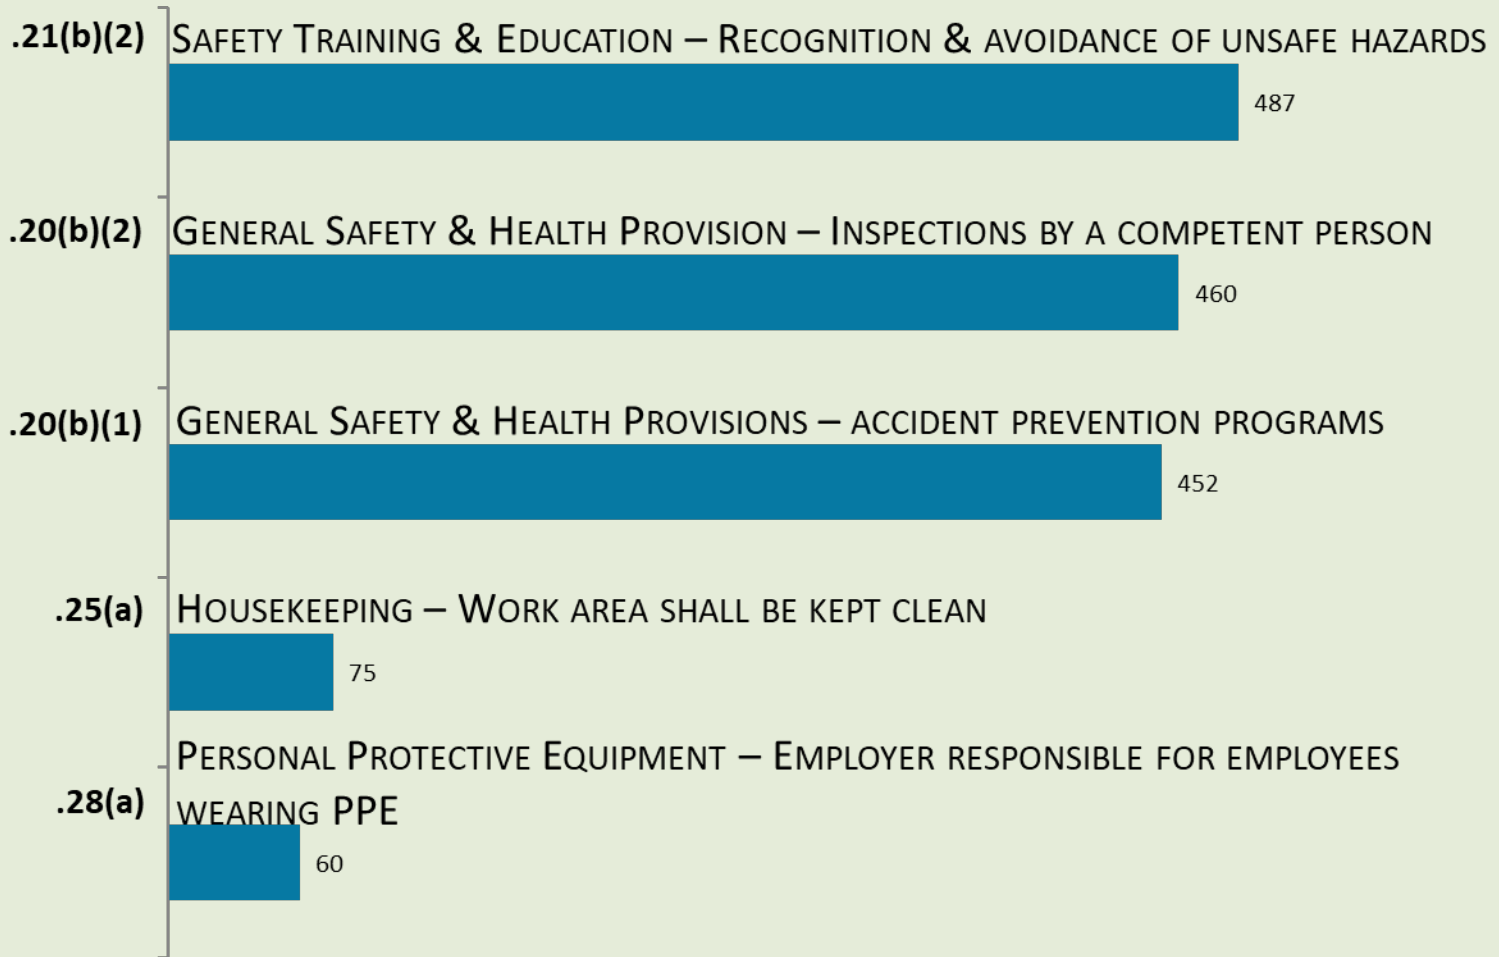 .21(b)(2) SAFETY TRAINING & EDUCATION – RECOGNITION & AVOIDANCE OF UNSAFE HAZARDS
487
.20(b)(2) GENERAL SAFETY & HEALTH PROVISION – INSPECTIONS BY A COMPETENT PERSON
460
.20(b)(1) GENERAL SAFETY & HEALTH PROVISIONS – ACCIDENT PREVENTION PROGRAMS
452
.25(a) HOUSEKEEPING – WORK AREA SHALL BE KEPT CLEAN
75
PERSONAL PROTECTIVE EQUIPMENT – EMPLOYER RESPONSIBLE FOR EMPLOYEES
.28(a) WEARING PPE
60